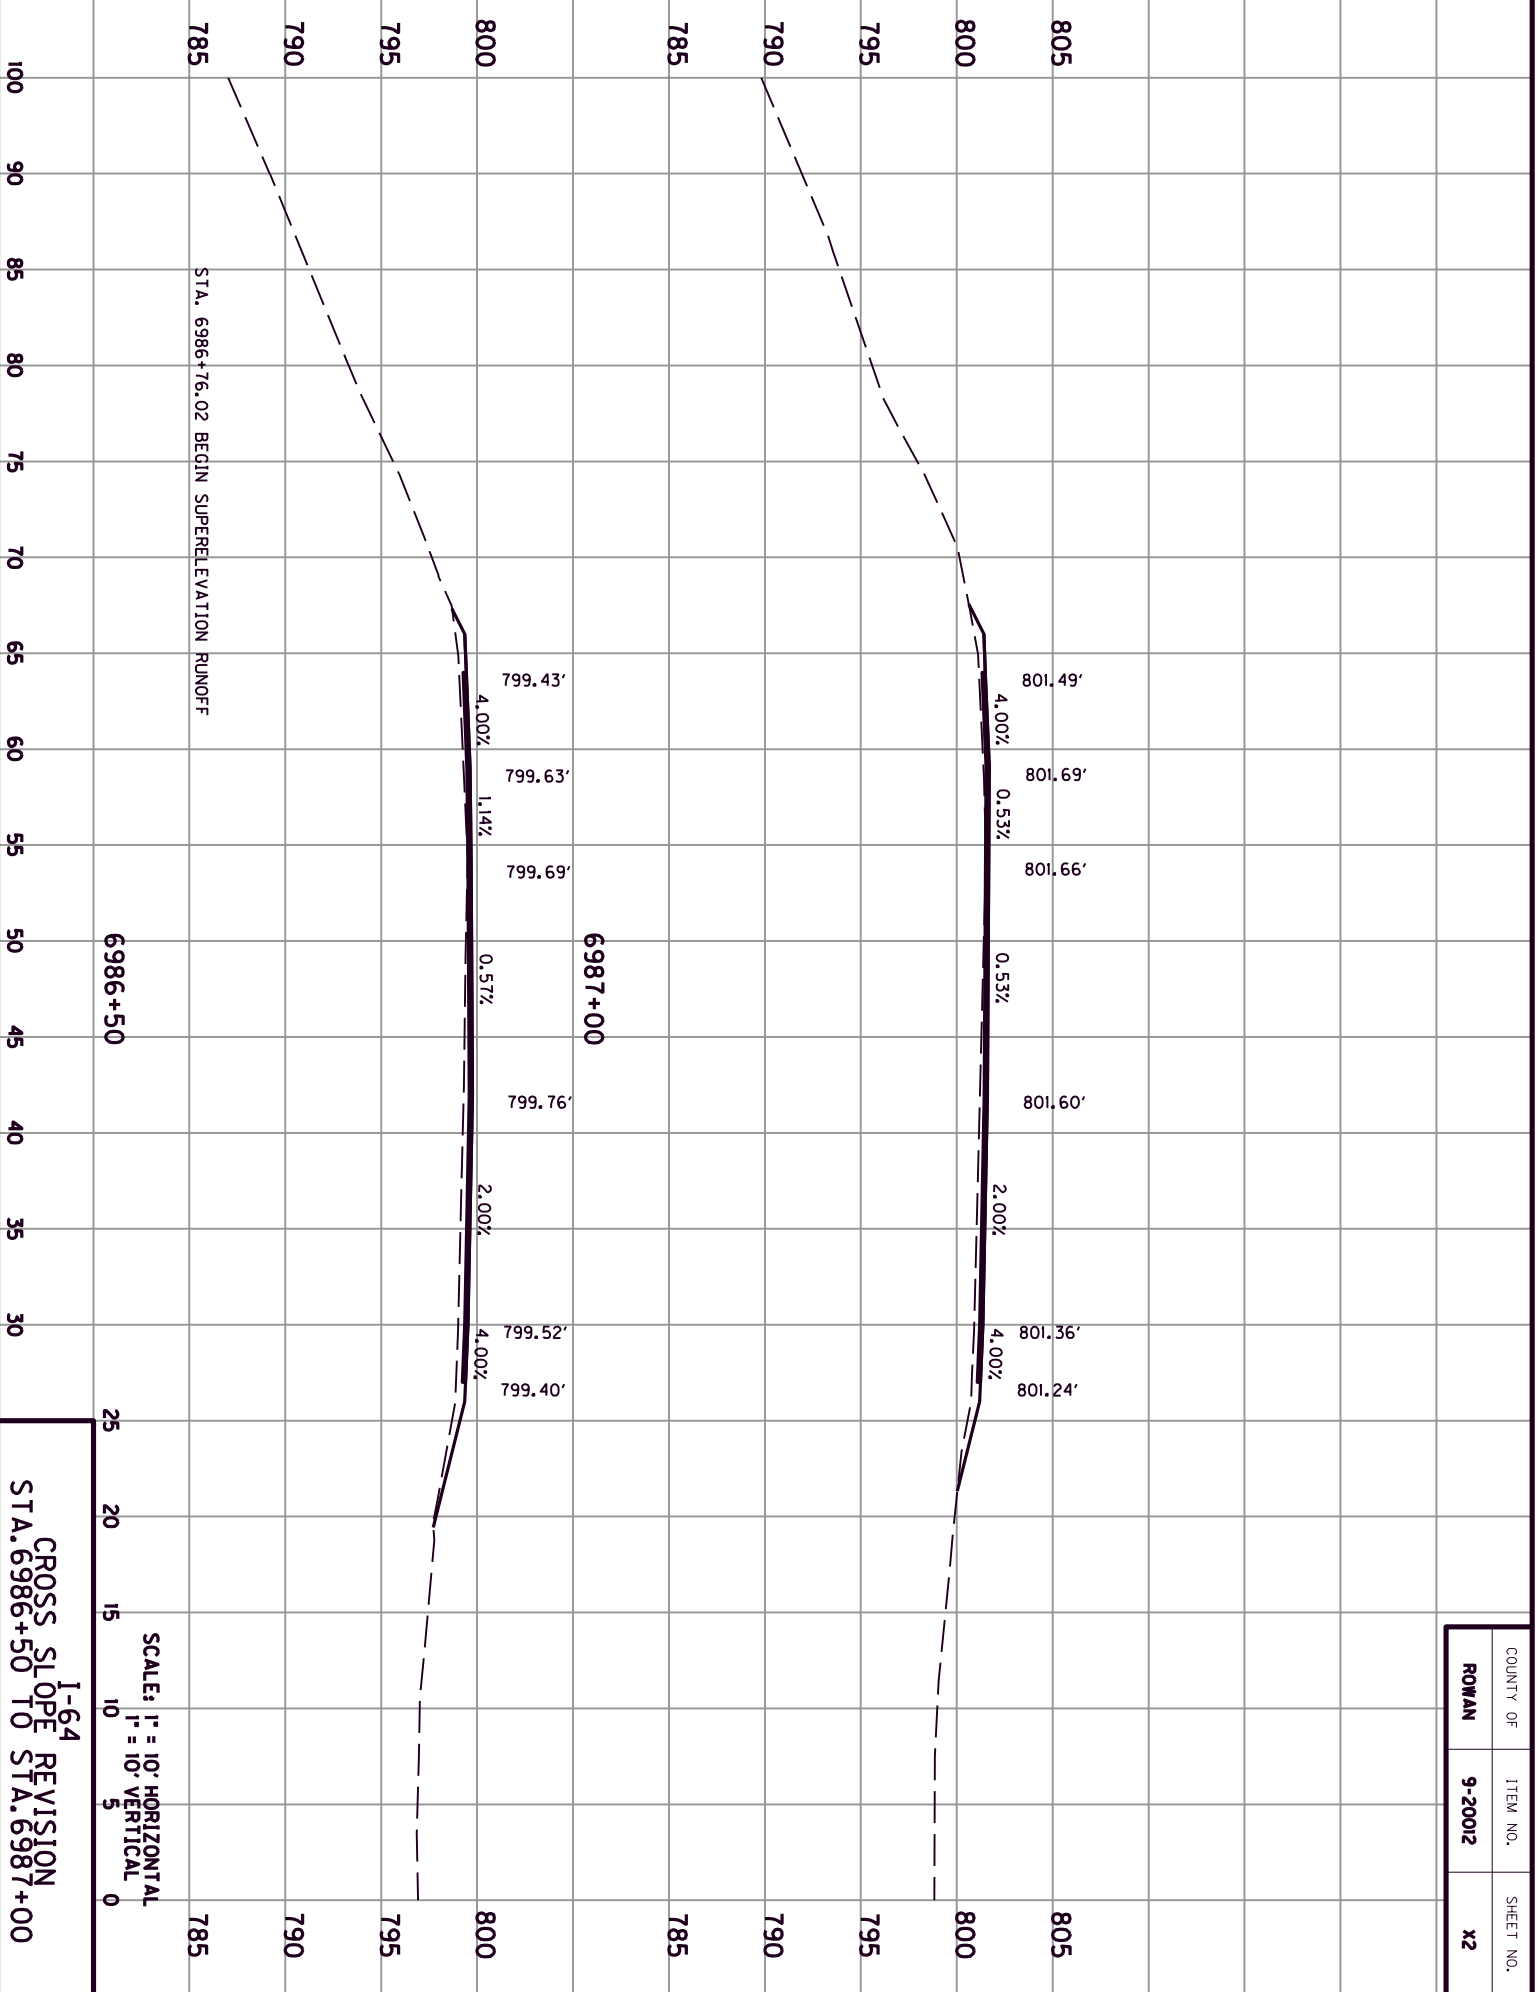 COUNTY OF ITEM NO. SHEET NO.
ROWAN 9-20012 X2
805 805
801.49' 801.69' 801.66' 801.60' 801.36' 801.24'
4.00% 0.53% 0.53% 2.00% 4.00%
800 800
795 795
790 790
785 785
6987+00
799.43' 799.63' 799.69' 799.76' 799.52' 799.40'
4.00% 1.14% 0.57% 2.00% 4.00%
800 800
795 795
790 790
785 785
STA. 6986+76.02 BEGIN SUPERELEVATION RUNOFF
6986+50
SCALE: 1" = 10' HORIZONTAL
1" = 10' VERTICAL
100 90 85 80 75 70 65 60 55 50 45 40 35 30 25 20 15 10 5 0
I-64
CROSS SLOPE REVISION
STA.6986+50 TO STA.6987+00